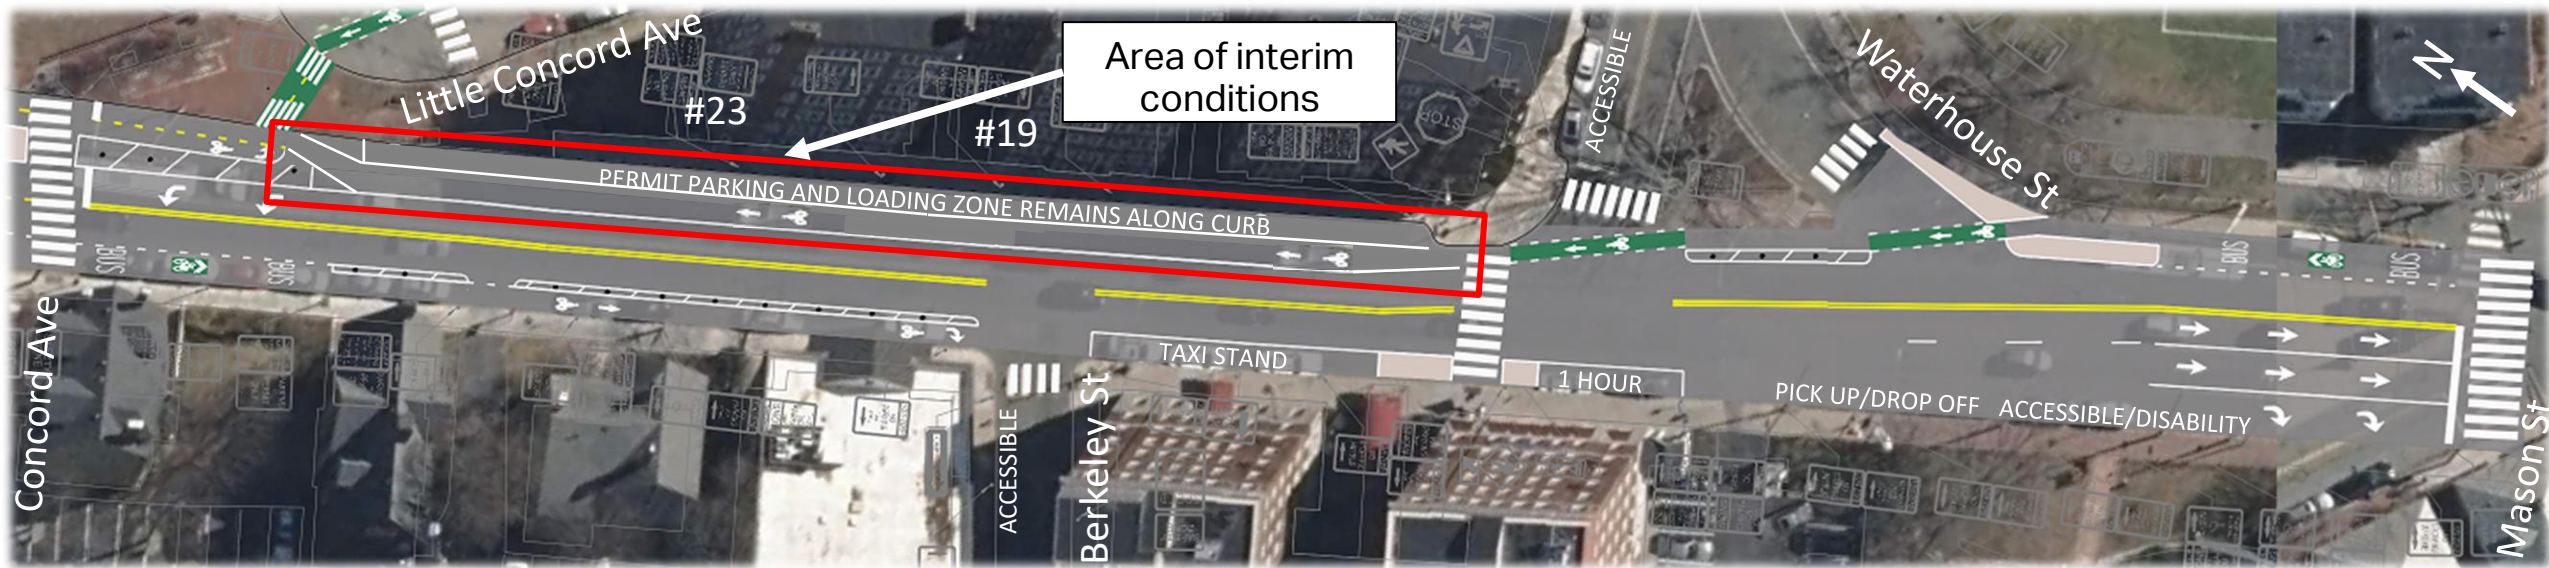 Little Concord Ave
Area of interim
conditions
#23
#19
ACCESSIBLE
Waterhouse St
N
STOP
PERMIT PARKING AND LOADING ZONE REMAINS ALONG CURB
BUS
BUS
BUS
BUS
TAXI STAND
1 HOUR
PICK UP/DROP OFF
ACCESSIBLE/DISABILITY
Concord Ave
ACCESSIBLE
Berkeley St
Mason St